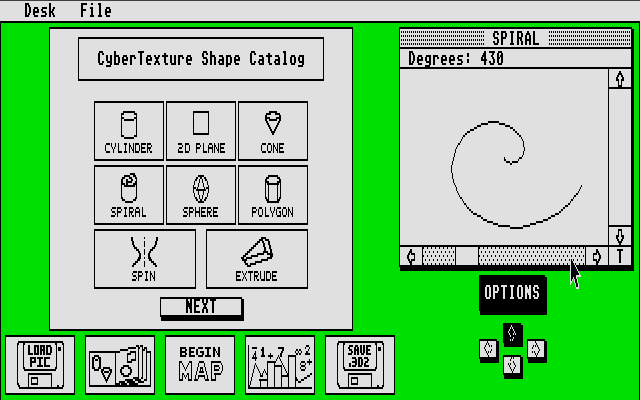 Desk File
CyberTexture Shape Catalog
CYLINDER 2D PLANE CONE
SPIRAL SPHERE POLYGON
SPIN EXTRUDE
NEXT
SPIRAL
Degrees: 430
T
OPTIONS
LOAD PIC
BEGIN MAP
SAVE .3D2